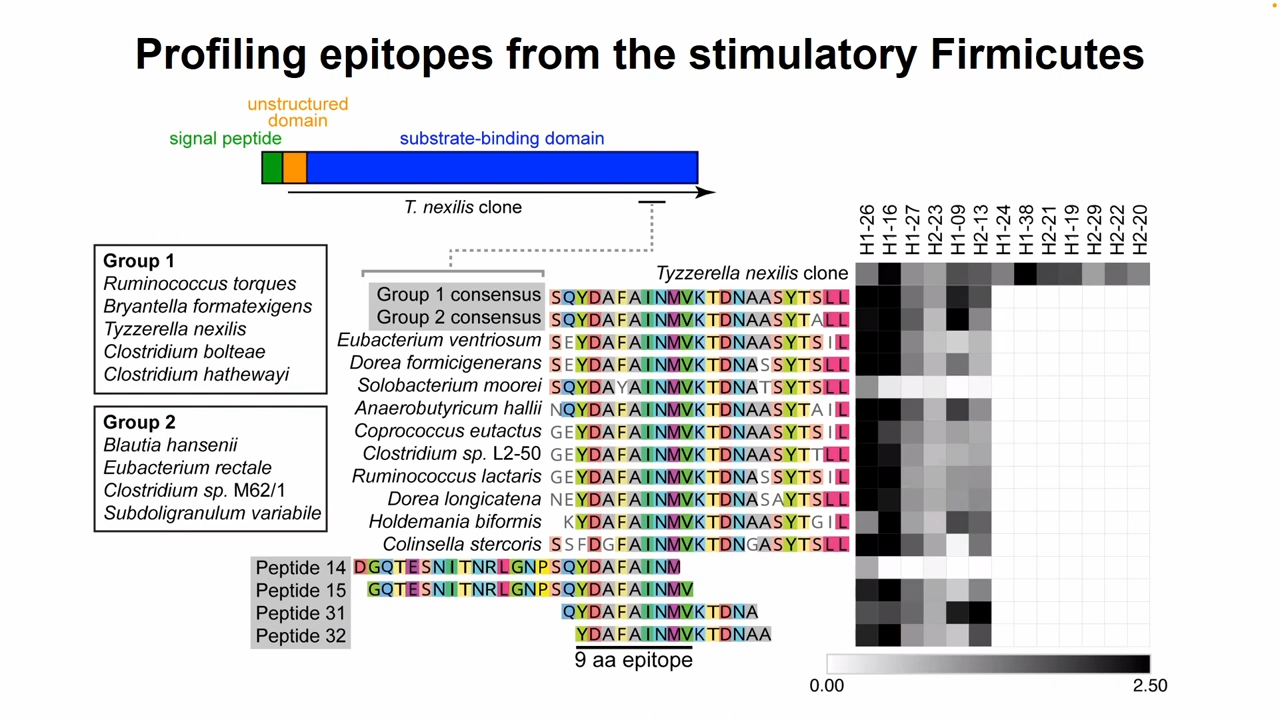 Profiling epitopes from the stimulatory Firmicutes
unstructured
domain
signal peptide
substrate-binding domain
T. nexilis clone
Group 1
Ruminococcus torques
Bryantella formatexigens
Tyzzerella nexilis
Clostridium bolteae
Clostridium hathewayi
Group 2
Blautia hansenii
Eubacterium rectale
Clostridium sp. M62/1
Subdoligranulum variabile
H1-26 H1-16 H1-27 H2-23 H1-09 H2-13 H1-24 H1-38 H2-21 H1-19 H2-29 H2-22 H2-20
Tyzzerella nexilis clone
Group 1 consensus SQYDAFAINMVKTDNAASYTSLL
Group 2 consensus SQYDAFAINMVKTDNAASYTALL
Eubacterium ventriosum SEYDAFAINMVKTDNAASYTSIL
Dorea formicigenerans SEYDAFAINMVKTDNASSYTSLL
Solobacterium moorei SQYDAYAINMVKTDNATSYTSLL
Anaerobutyricum hallii NQYDAFAINMVKTDNAASYTAIL
Coprococcus eutactus GEYDAFAINMVKTDNAASYTSIL
Clostridium sp. L2-50 GEYDAFAINMVKTDNAASYTTLL
Ruminococcus lactaris GEYDAFAINMVKTDNASSYTSIL
Dorea longicatena NEYDAFAINMVKTDNASAYTSLL
Holdemania biformis KYDAFAINMVKTDNAASYTGIL
Colinsella stercoris SSFDGFAINMVKTDNGASYTSLL
Peptide 14 DGQTESNITNRLGNPSQYDAFAINM
Peptide 15 GQTESNITNRLGNPSQYDAFAINMV
Peptide 31 QYDAFAINMVKTDNA
Peptide 32 YDAFAINMVKTDNAA
9 aa epitope
0.00 2.50